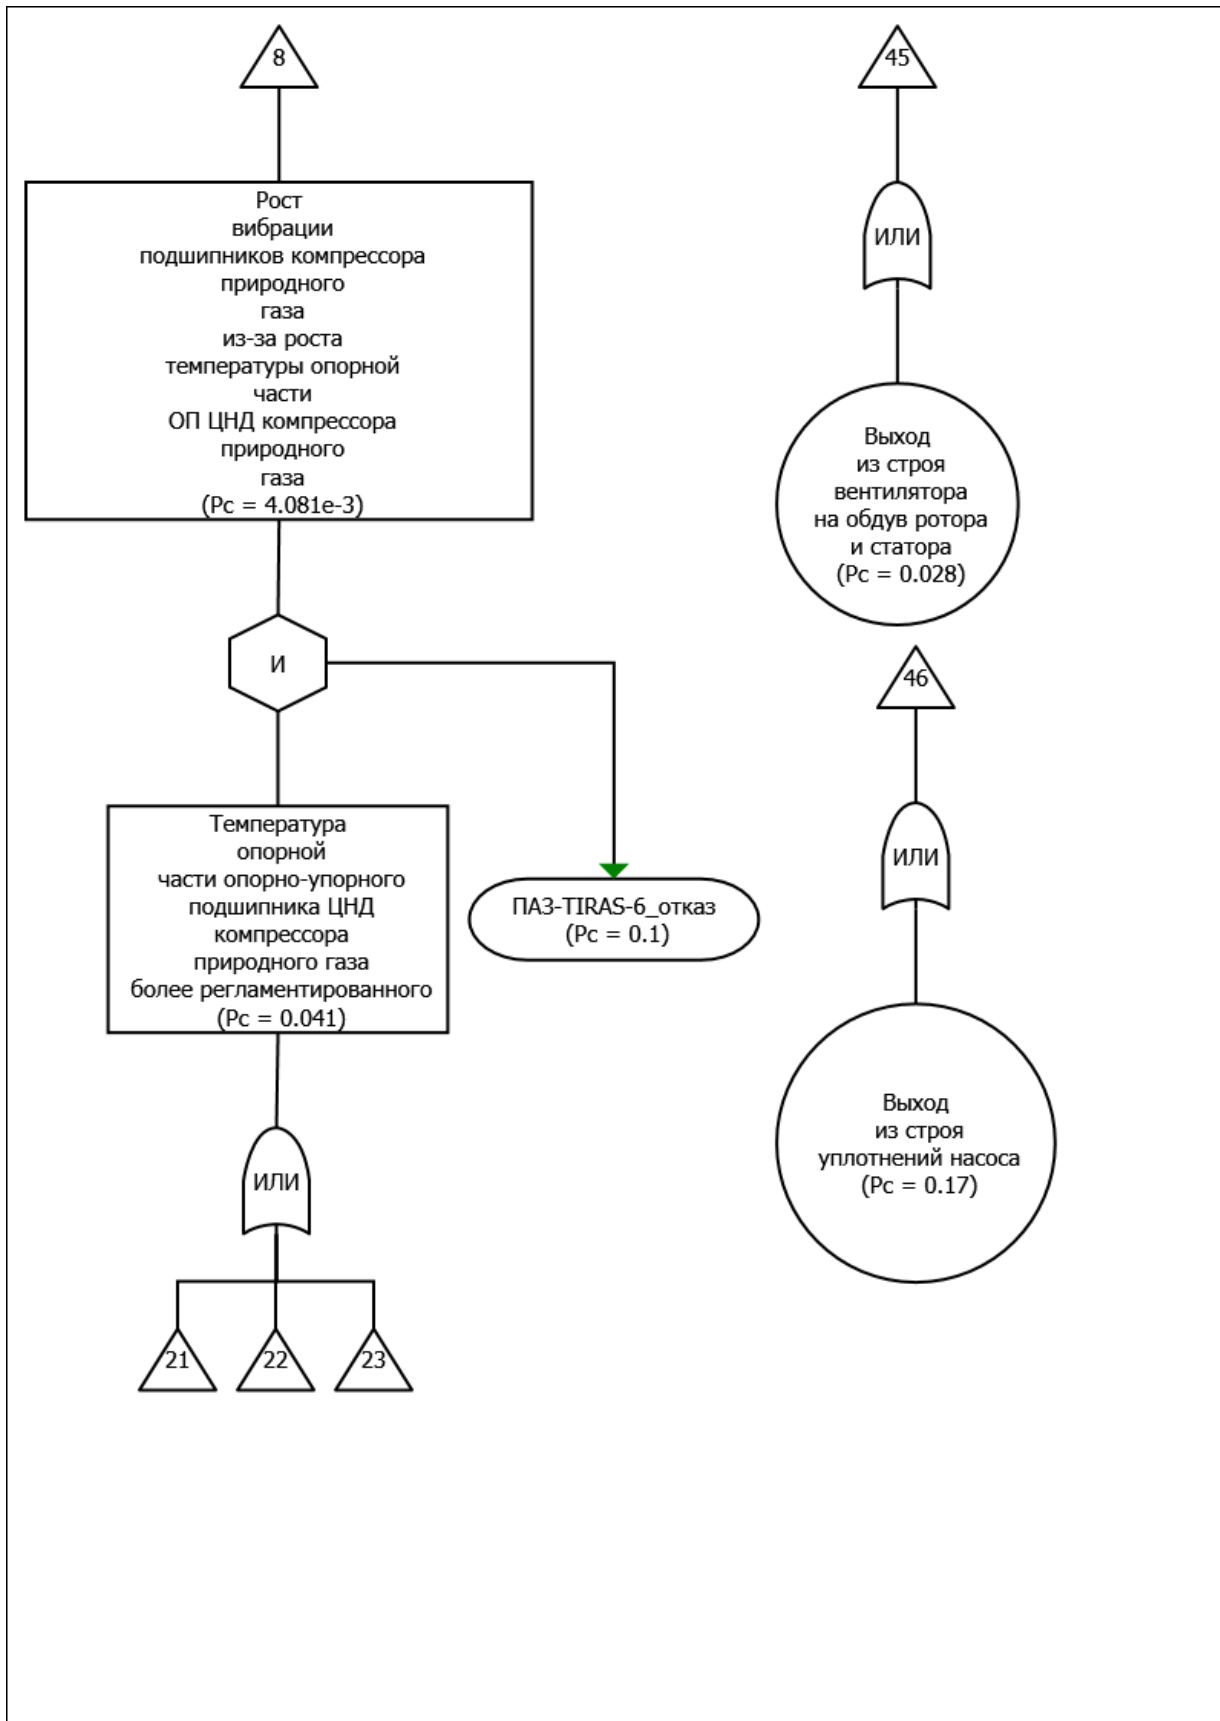 8
Рост
вибрации
подшипников компрессора
природного
газа
из-за роста
температуры опорной
части
ОП ЦНД компрессора
природного
газа
(Pc = 4.081e-3)
И
Температура
опорной
части опорно-упорного
подшипника ЦНД
компрессора
природного газа
более регламентированного
(Pc = 0.041)
ПАЗ-TIRAS-6_отказ
(Pc = 0.1)
ИЛИ
21
22
23
45
ИЛИ
Выход
из строя
вентилятора
на обдув ротора
и статора
(Pc = 0.028)
46
ИЛИ
Выход
из строя
уплотнений насоса
(Pc = 0.17)